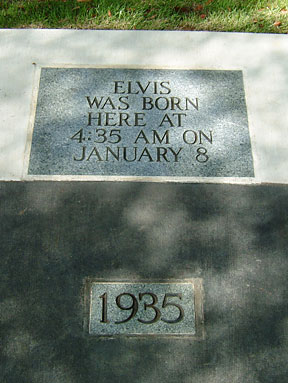 ELVIS
WAS BORN
HERE AT
4:35 AM ON
JANUARY 8
1935